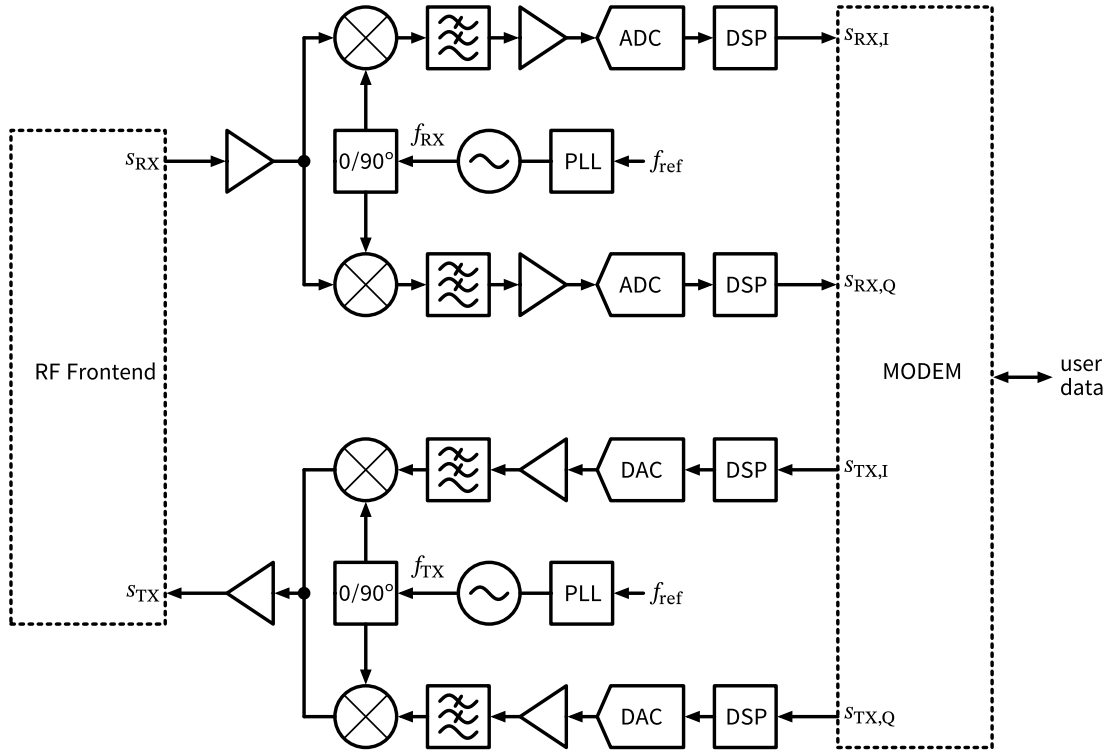 ADC
DSP
s_RX,I
s_RX
0/90°
f_RX
PLL
f_ref
ADC
DSP
s_RX,Q
RF Frontend
MODEM
user
data
DAC
DSP
s_TX,I
s_TX
0/90°
f_TX
PLL
f_ref
DAC
DSP
s_TX,Q